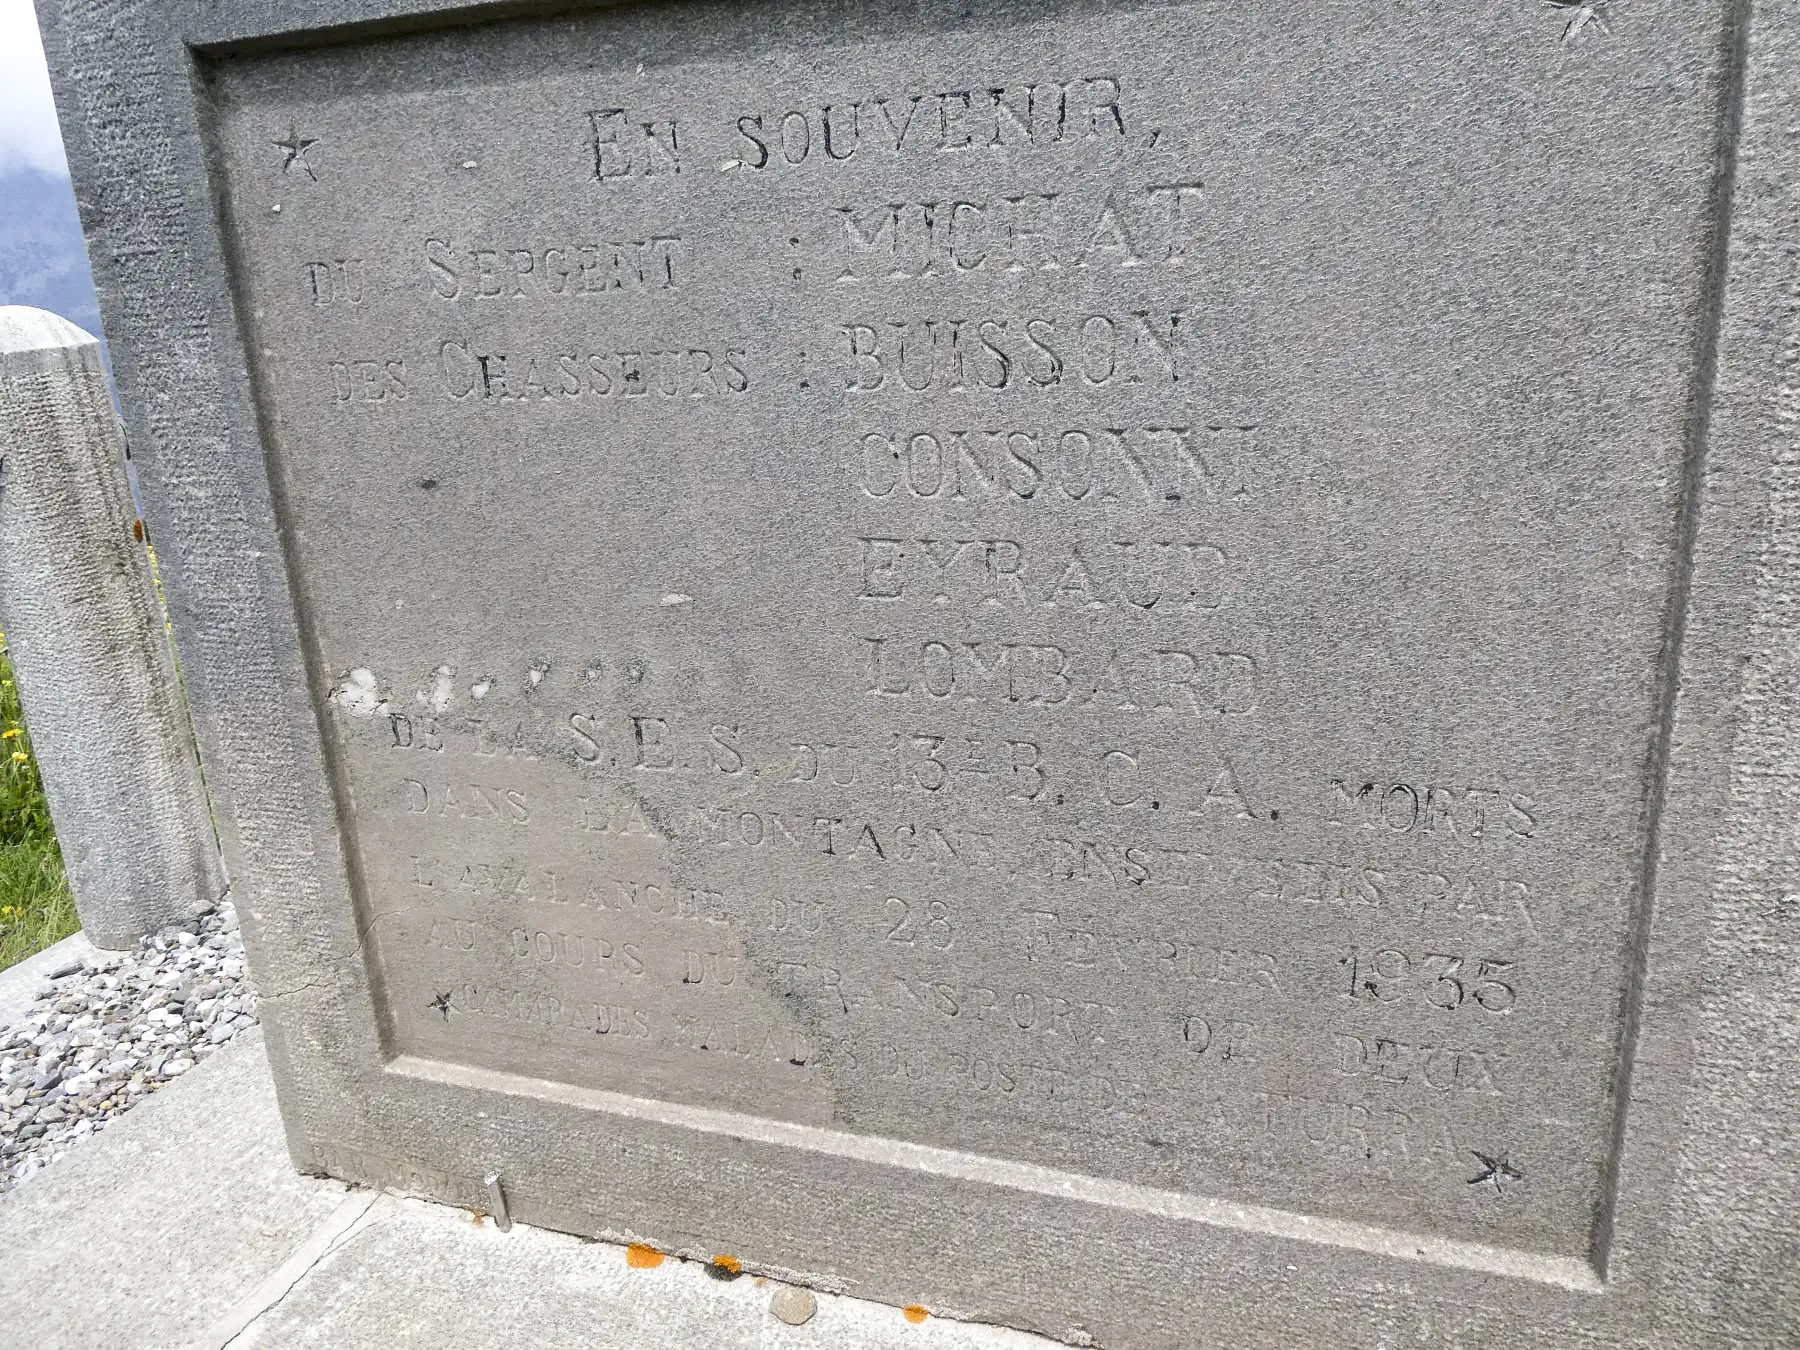 EN SOUVENIR,
DU SERGENT : MICHAT
DES CHASSEURS : BUISSON
CONSONNI
EYRAUD
LOMBARD
DE LA S.E.S. DU 13E B.C.A. MORTS
DANS LA MONTAGNE ENSEVELIS PAR
L'AVALANCHE DU 28 FEVRIER 1935
AU COURS DU TRANSPORT DE DEUX
CAMARADES MALADES DU POSTE DE LA TURRA